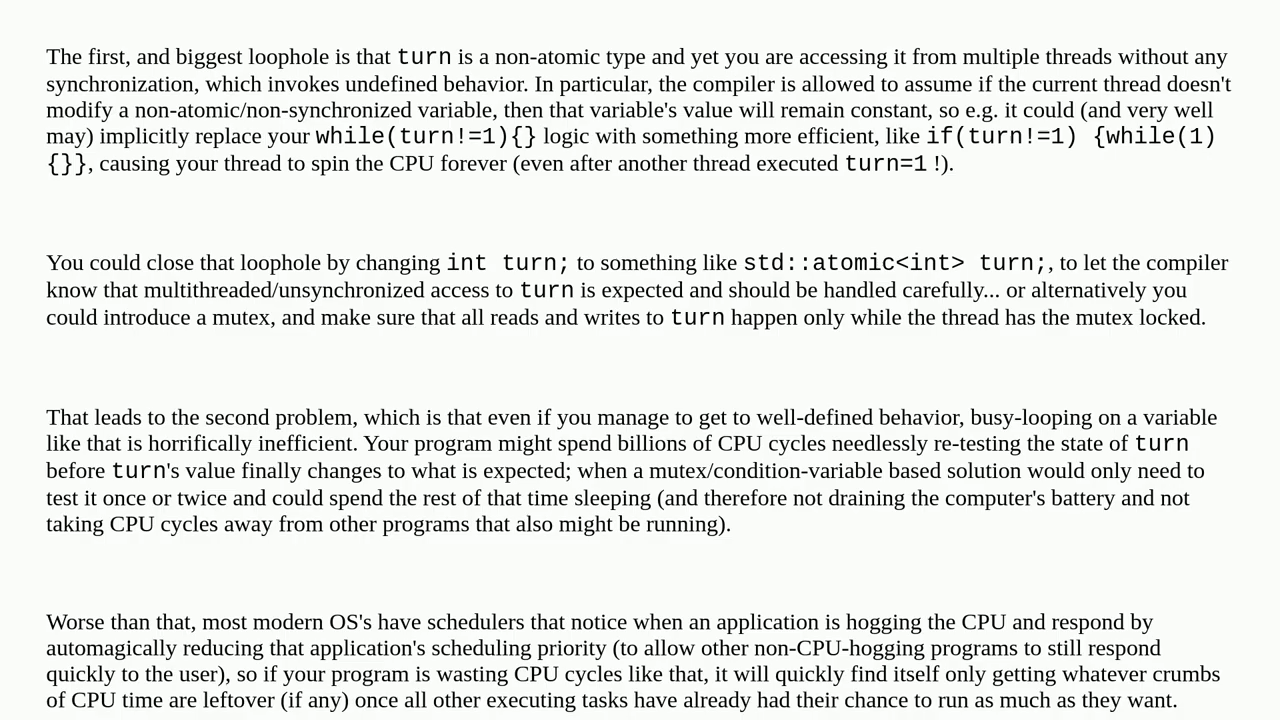 The first, and biggest loophole is that turn is a non-atomic type and yet you are accessing it from multiple threads without any
synchronization, which invokes undefined behavior. In particular, the compiler is allowed to assume if the current thread doesn't
modify a non-atomic/non-synchronized variable, then that variable's value will remain constant, so e.g. it could (and very well
may) implicitly replace your while(turn!=1){} logic with something more efficient, like if(turn!=1) {while(1)
{}}, causing your thread to spin the CPU forever (even after another thread executed turn=1 !).
You could close that loophole by changing int turn; to something like std::atomic<int> turn;, to let the compiler
know that multithreaded/unsynchronized access to turn is expected and should be handled carefully... or alternatively you
could introduce a mutex, and make sure that all reads and writes to turn happen only while the thread has the mutex locked.
That leads to the second problem, which is that even if you manage to get to well-defined behavior, busy-looping on a variable
like that is horrifically inefficient. Your program might spend billions of CPU cycles needlessly re-testing the state of turn
before turn's value finally changes to what is expected; when a mutex/condition-variable based solution would only need to
test it once or twice and could spend the rest of that time sleeping (and therefore not draining the computer's battery and not
taking CPU cycles away from other programs that also might be running).
Worse than that, most modern OS's have schedulers that notice when an application is hogging the CPU and respond by
automagically reducing that application's scheduling priority (to allow other non-CPU-hogging programs to still respond
quickly to the user), so if your program is wasting CPU cycles like that, it will quickly find itself only getting whatever crumbs
of CPU time are leftover (if any) once all other executing tasks have already had their chance to run as much as they want.